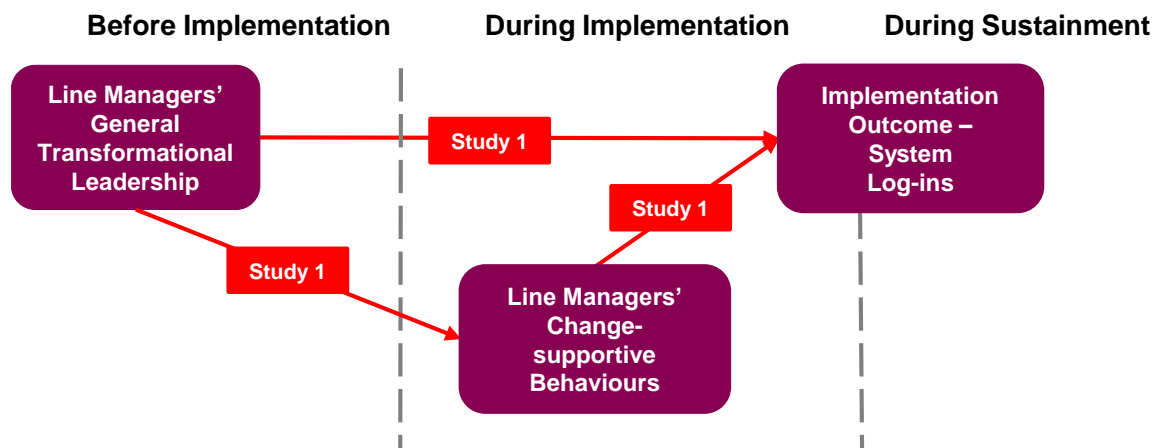 Before Implementation
During Implementation
During Sustainment
Line Managers’
General
Transformational
Leadership
Implementation
Outcome –
System
Log-ins
Study 1
Study 1
Study 1
Line Managers’
Change-
supportive
Behaviours